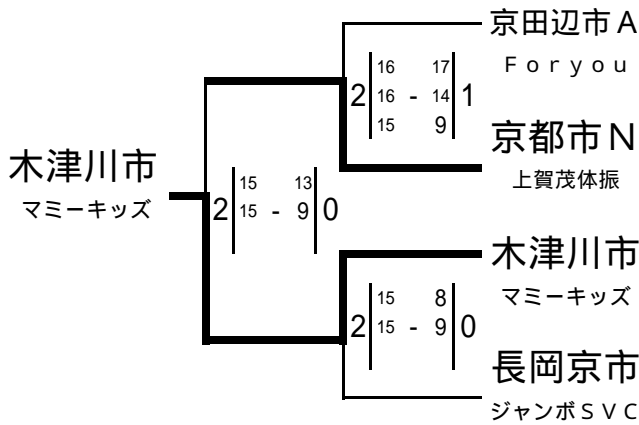 京田辺市Ａ
Ｆｏｒｙｏｕ
16 17
2 16 - 14 1
15 9
京都市Ｎ
上賀茂体振
木津川市
マミーキッズ
15 13
2 15 - 9 0
木津川市
マミーキッズ
15 8
2 15 - 9 0
長岡京市
ジャンボＳＶＣ